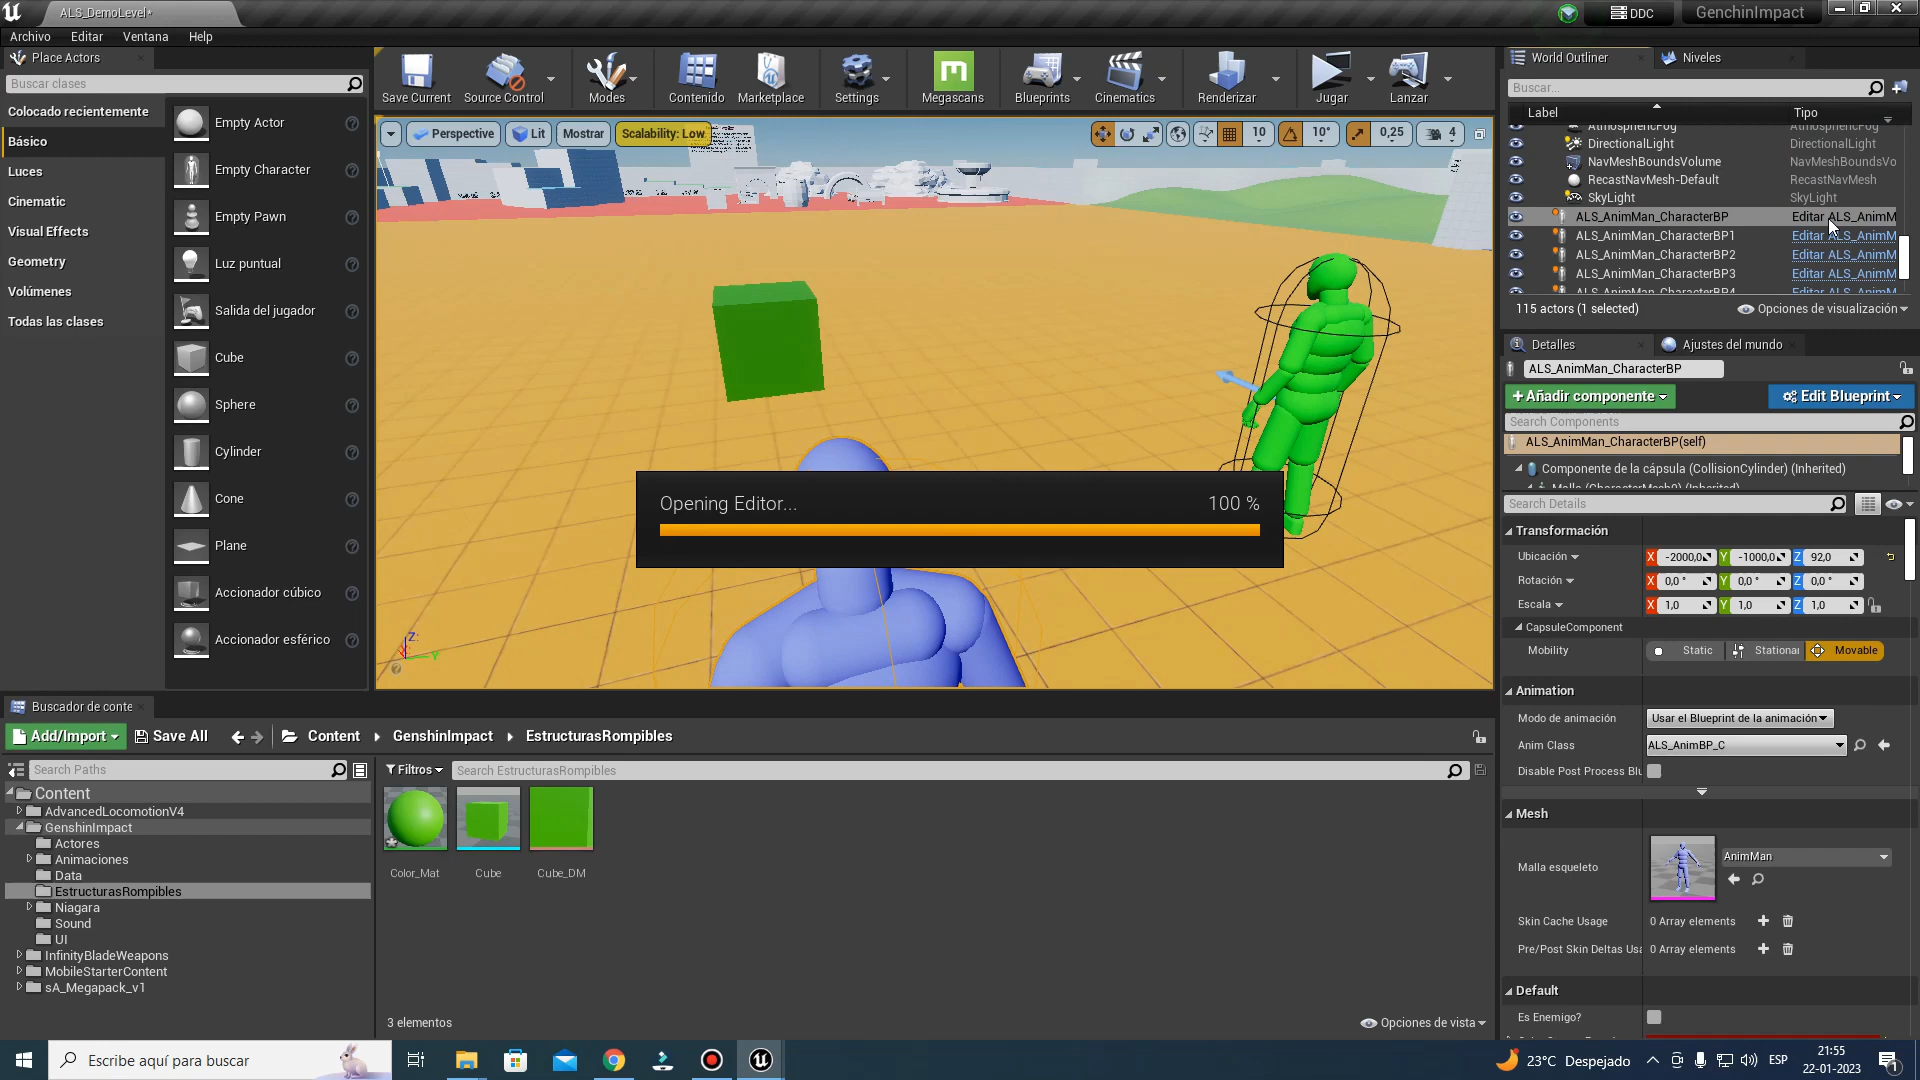 ALS_DemoLevel*
DDC
GenchinImpact
Archivo
Editar
Ventana
Help
Place Actors
Buscar clases
Colocado recientemente
Básico
Luces
Cinematic
Visual Effects
Geometry
Volúmenes
Todas las clases
Empty Actor
Empty Character
Empty Pawn
Luz puntual
Salida del jugador
Cube
Sphere
Cylinder
Cone
Plane
Accionador cúbico
Accionador esférico
Save Current
Source Control
Modes
Contenido
Marketplace
Settings
Megascans
Blueprints
Cinematics
Renderizar
Jugar
Lanzar
Perspective
Lit
Mostrar
Scalability: Low
10
10°
0,25
4
Opening Editor...
100 %
Z
Y
World Outliner
Niveles
Buscar...
Label
Tipo
AtmosphericFog
AtmosphericFog
DirectionalLight
DirectionalLight
NavMeshBoundsVolume
NavMeshBoundsVo
RecastNavMesh-Default
RecastNavMesh
SkyLight
SkyLight
ALS_AnimMan_CharacterBP
Editar ALS_AnimM
ALS_AnimMan_CharacterBP1
Editar ALS_AnimM
ALS_AnimMan_CharacterBP2
Editar ALS_AnimM
ALS_AnimMan_CharacterBP3
Editar ALS_AnimM
ALS_AnimMan_CharacterBP4
Editar ALS_AnimM
115 actors (1 selected)
Opciones de visualización
Detalles
Ajustes del mundo
ALS_AnimMan_CharacterBP
+Añadir componente
Edit Blueprint
Search Components
ALS_AnimMan_CharacterBP(self)
Componente de la cápsula (CollisionCylinder) (Inherited)
Malla (CharacterMesh0) (Inherited)
Search Details
Transformación
Ubicación
X -2000,0
Y -1000,0
Z 92,0
Rotación
X 0,0 °
Y 0,0 °
Z 0,0 °
Escala
X 1,0
Y 1,0
Z 1,0
CapsuleComponent
Mobility
Static
Stationar
Movable
Animation
Modo de animación
Usar el Blueprint de la animación
Anim Class
ALS_AnimBP_C
Disable Post Process Blu
Mesh
Malla esqueleto
AnimMan
Skin Cache Usage
0 Array elements
Pre/Post Skin Deltas Usa
0 Array elements
Default
Es Enemigo?
Buscador de conte
Add/Import
Save All
Content
GenshinImpact
EstructurasRompibles
Search Paths
Filtros
Search EstructurasRompibles
Content
AdvancedLocomotionV4
GenshinImpact
Actores
Animaciones
Data
EstructurasRompibles
Niagara
Sound
UI
InfinityBladeWeapons
MobileStarterContent
sA_Megapack_v1
Color_Mat
Cube
Cube_DM
3 elementos
Opciones de vista
Escribe aquí para buscar
23°C Despejado
ESP
21:55
22-01-2023
1